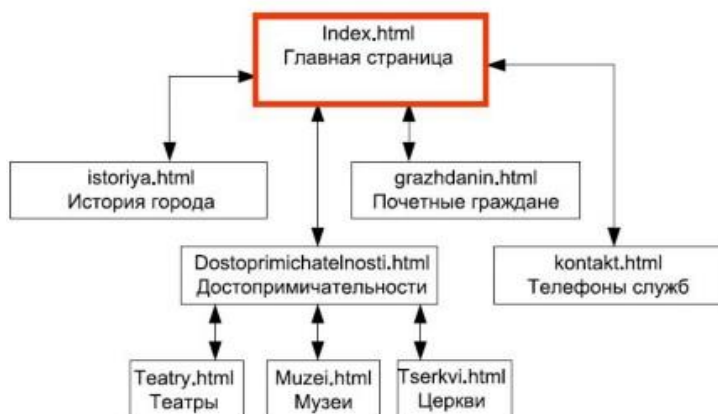 Index.html
Главная страница
istoriya.html
История города
grazhdanin.html
Почетные граждане
Dostoprimichatelnosti.html
Достопримичательности
kontakt.html
Телефоны служб
Teatry.html
Театры
Muzei.html
Музеи
Tserkvi.html
Церкви